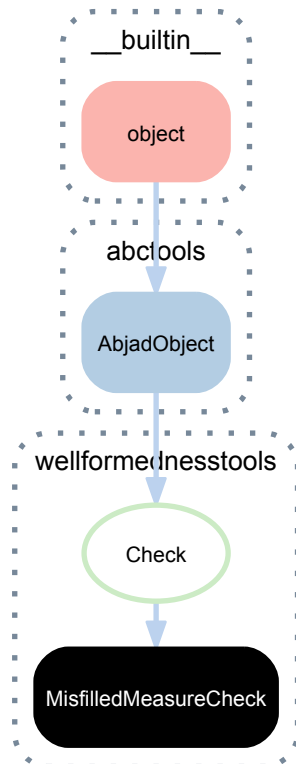 __builtin__
object
abctools
AbjadObject
wellformednesstools
Check
MisfilledMeasureCheck